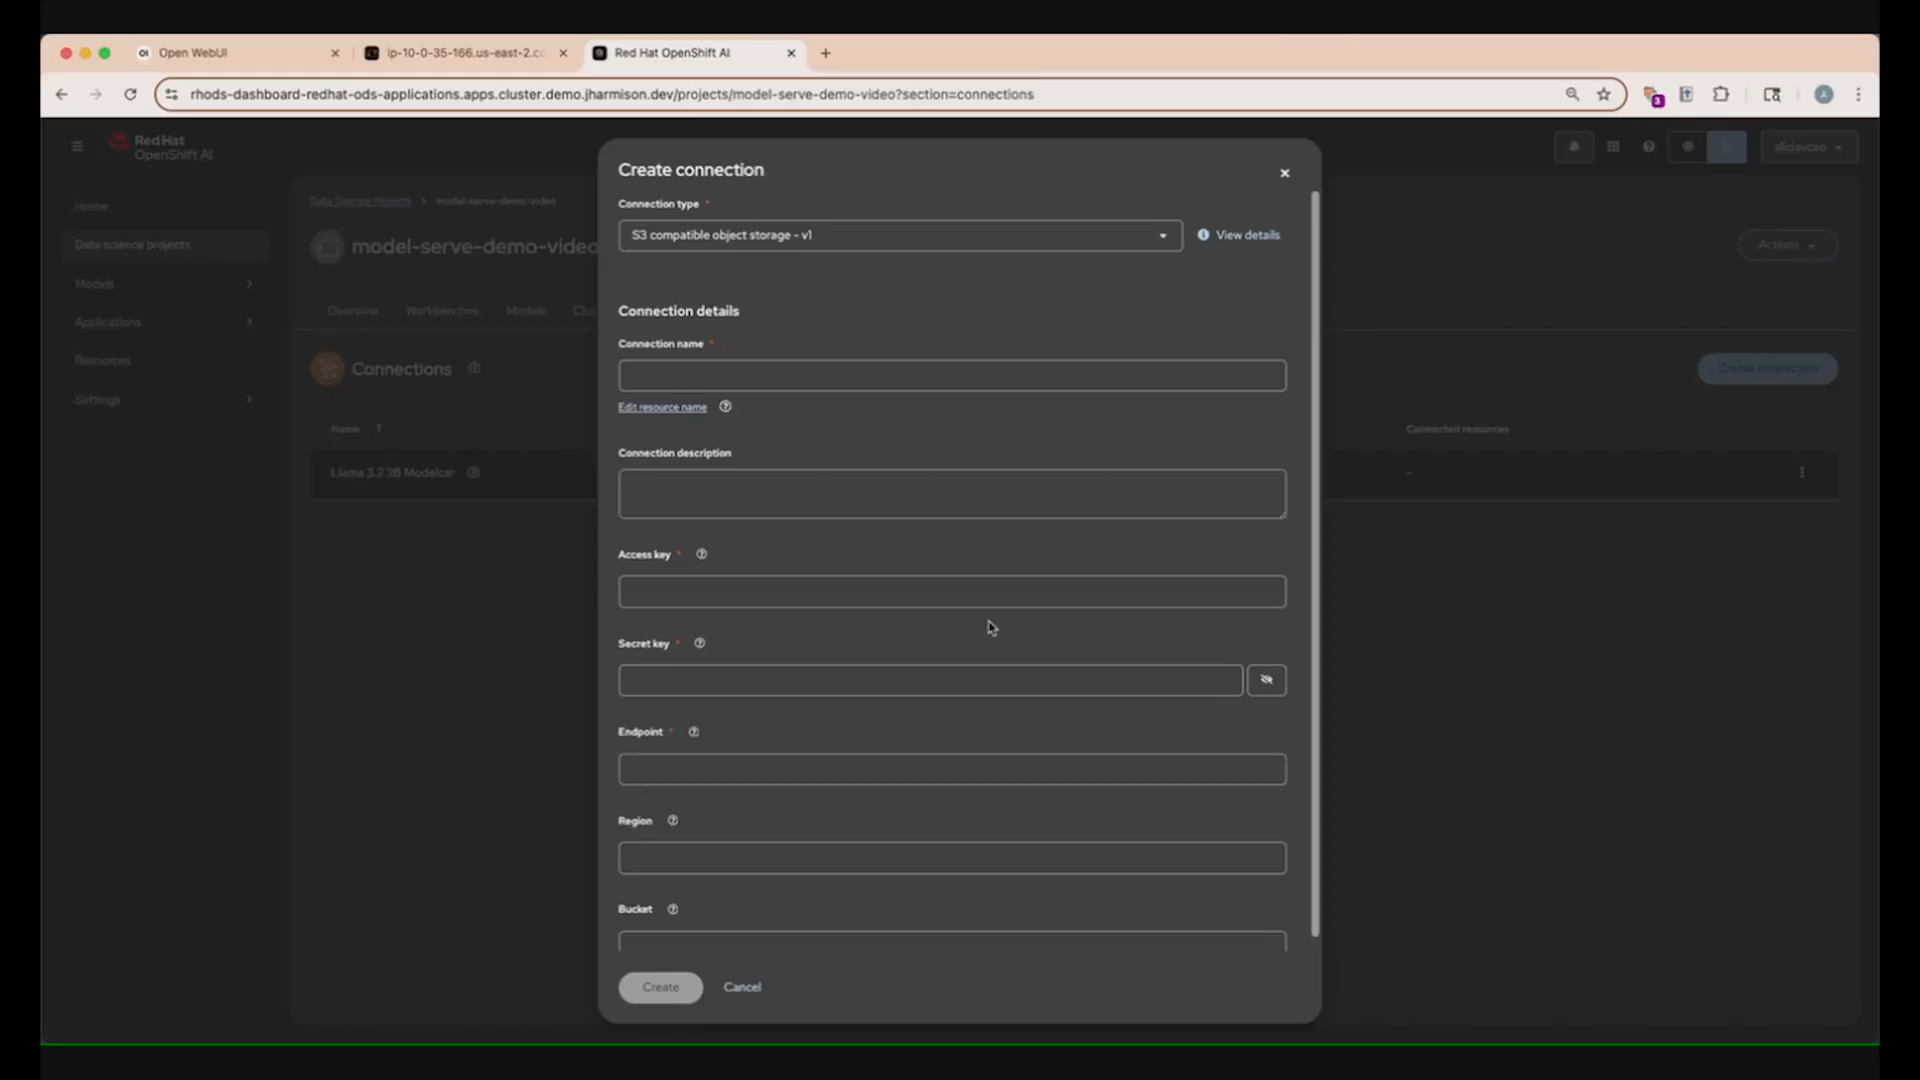 Open WebUI
ip-10-0-35-166.us-east-2.co
Red Hat OpenShift AI
rhods-dashboard-redhat-ods-applications.apps.cluster.demo.jharmison.dev/projects/model-serve-demo-video?section=connections
3
A
Red Hat
OpenShift AI
aliciavcao
Home
Data science projects
Models
Applications
Resources
Settings
Data Science Projects > model-serve-demo-video
model-serve-demo-video
Actions
Overview
Workbenches
Models
Clus
Connections
Create connection
Name
Connected resources
Llama 3.2 3B Modelcar
-
Create connection
Connection type *
S3 compatible object storage - v1
View details
Connection details
Connection name *
Edit resource name
Connection description
Access key *
Secret key *
Endpoint *
Region
Bucket
Create
Cancel